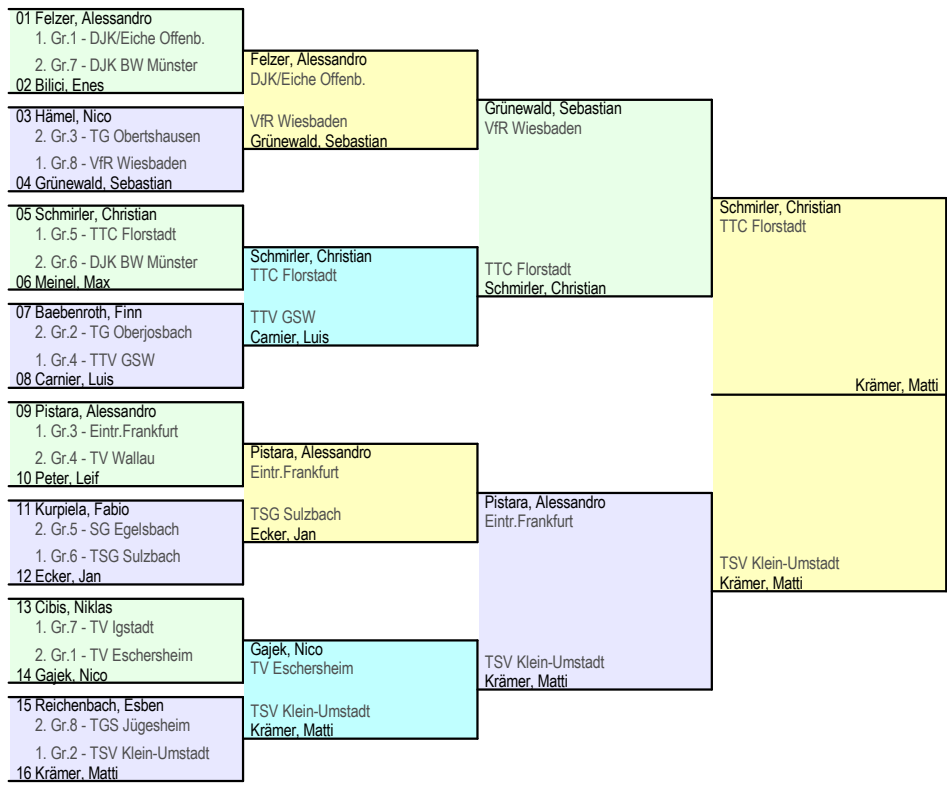 01 Felzer, Alessandro
1. Gr.1 - DJK/Eiche Offenb.
2. Gr.7 - DJK BW Münster
02 Bilici, Enes
03 Hämel, Nico
2. Gr.3 - TG Obertshausen
1. Gr.8 - VfR Wiesbaden
04 Grünewald, Sebastian
05 Schmirler, Christian
1. Gr.5 - TTC Florstadt
2. Gr.6 - DJK BW Münster
06 Meinel, Max
07 Baebenroth, Finn
2. Gr.2 - TG Oberjosbach
1. Gr.4 - TTV GSW
08 Carnier, Luis
09 Pistara, Alessandro
1. Gr.3 - Eintr.Frankfurt
2. Gr.4 - TV Wallau
10 Peter, Leif
11 Kurpiela, Fabio
2. Gr.5 - SG Egelsbach
1. Gr.6 - TSG Sulzbach
12 Ecker, Jan
13 Cibis, Niklas
1. Gr.7 - TV Igstadt
2. Gr.1 - TV Eschersheim
14 Gajek, Nico
15 Reichenbach, Esben
2. Gr.8 - TGS Jügesheim
1. Gr.2 - TSV Klein-Umstadt
16 Krämer, Matti
Felzer, Alessandro
DJK/Eiche Offenb.
VfR Wiesbaden
Grünewald, Sebastian
Schmirler, Christian
TTC Florstadt
TTV GSW
Carnier, Luis
Pistara, Alessandro
Eintr.Frankfurt
TSG Sulzbach
Ecker, Jan
Gajek, Nico
TV Eschersheim
TSV Klein-Umstadt
Krämer, Matti
Grünewald, Sebastian
VfR Wiesbaden
TTC Florstadt
Schmirler, Christian
Pistara, Alessandro
Eintr.Frankfurt
TSV Klein-Umstadt
Krämer, Matti
Schmirler, Christian
TTC Florstadt
Krämer, Matti
TSV Klein-Umstadt
Krämer, Matti